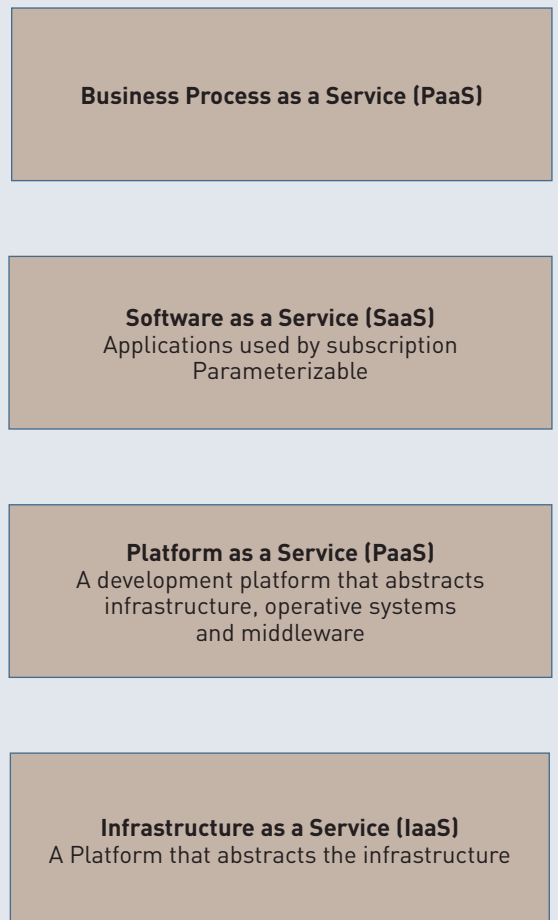 Business Process as a Service (PaaS)
Software as a Service (SaaS)
Applications used by subscription
Parameterizable
Platform as a Service (PaaS)
A development platform that abstracts
infrastructure, operative systems
and middleware
Infrastructure as a Service (IaaS)
A Platform that abstracts the infrastructure